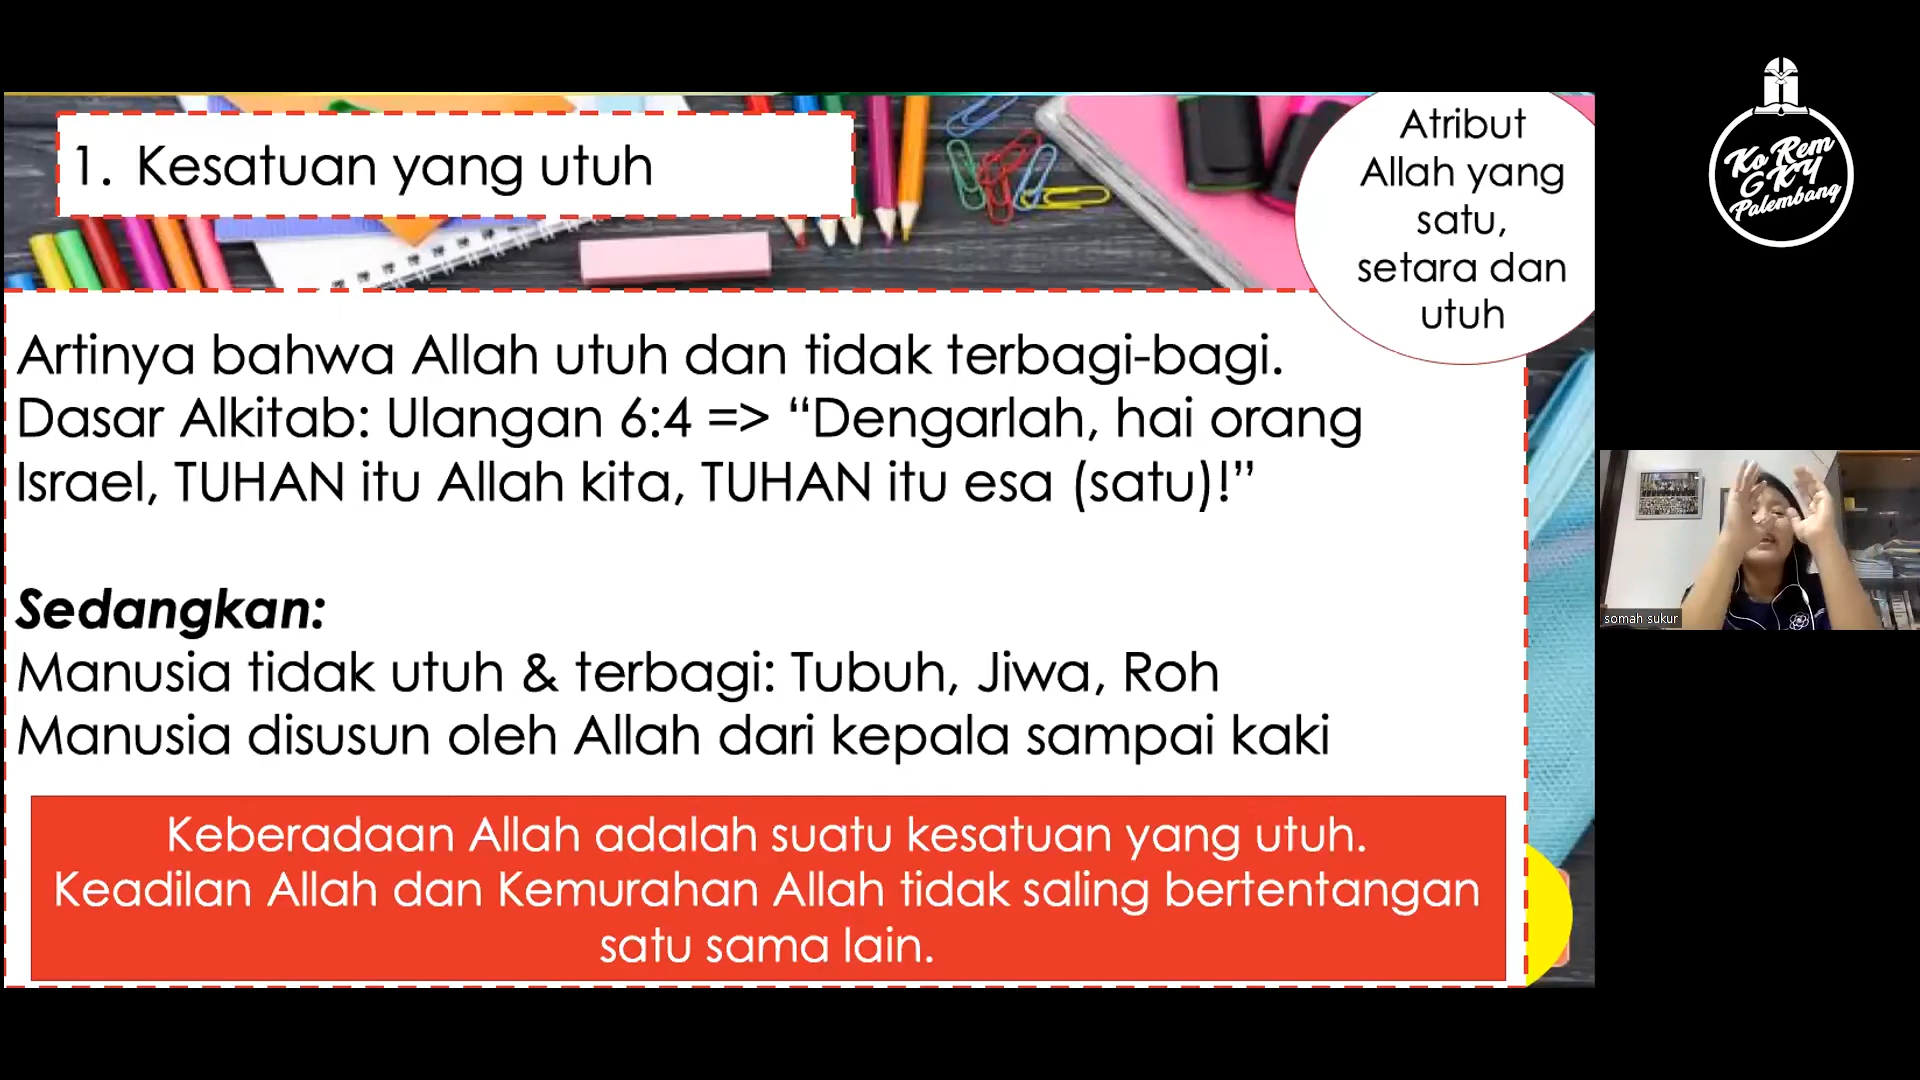 1. Kesatuan yang utuh
Atribut
Allah yang
satu,
setara dan
utuh
Artinya bahwa Allah utuh dan tidak terbagi-bagi.
Dasar Alkitab: Ulangan 6:4 => “Dengarlah, hai orang
Israel, TUHAN itu Allah kita, TUHAN itu esa (satu)!”
Sedangkan:
Manusia tidak utuh & terbagi: Tubuh, Jiwa, Roh
Manusia disusun oleh Allah dari kepala sampai kaki
Keberadaan Allah adalah suatu kesatuan yang utuh.
Keadilan Allah dan Kemurahan Allah tidak saling bertentangan
satu sama lain.
Ko Rem
GKY
Palembang
somah sukur